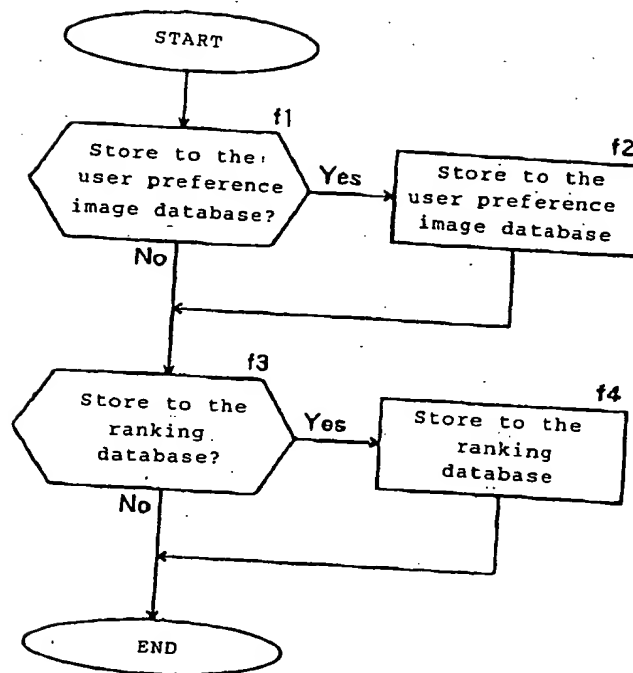 START
f1
Store to the
user preference
image database?
Yes
f2
Store to the
user preference
image database
No
f3
Store to the
ranking
database?
Yes
f4
Store to the
ranking
database
No
END